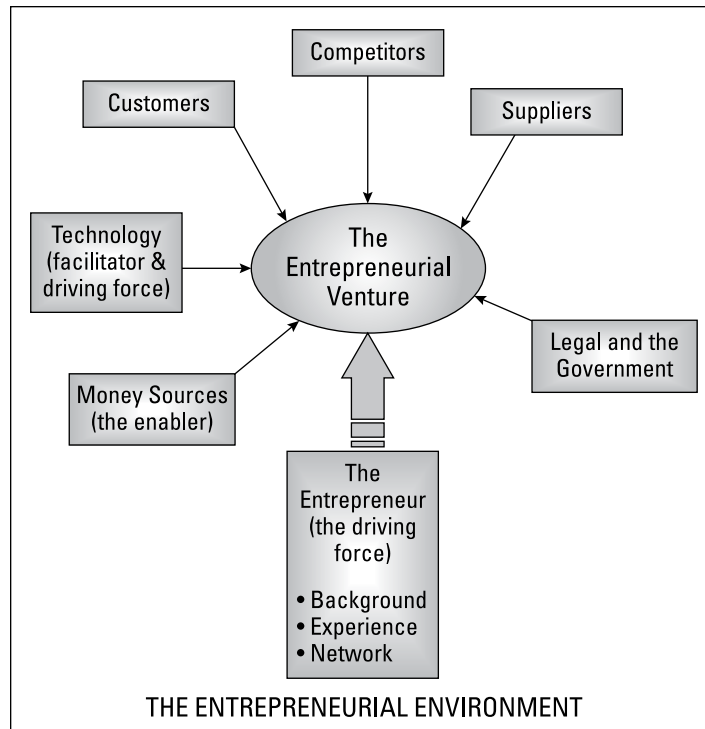 Competitors
Customers
Suppliers
Technology
(facilitator &
driving force)
The
Entrepreneurial
Venture
Legal and the
Government
Money Sources
(the enabler)
The
Entrepreneur
(the driving
force)
• Background
• Experience
• Network
THE ENTREPRENEURIAL ENVIRONMENT